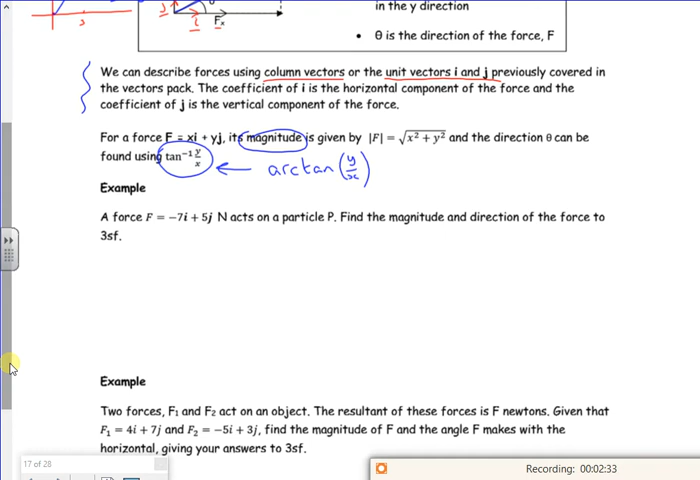 in the y direction
j
i
Fx
• θ is the direction of the force, F
We can describe forces using column vectors or the unit vectors i and j previously covered in
the vectors pack. The coefficient of i is the horizontal component of the force and the
coefficient of j is the vertical component of the force.
For a force F = xi + yj, its magnitude is given by |F| = √(x² + y²) and the direction θ can be
found using tan⁻¹ y/x ← arctan(y/x)
Example
A force F = −7i + 5j N acts on a particle P. Find the magnitude and direction of the force to
3sf.
Example
Two forces, F₁ and F₂ act on an object. The resultant of these forces is F newtons. Given that
F₁ = 4i + 7j and F₂ = −5i + 3j, find the magnitude of F and the angle F makes with the
horizontal, giving your answers to 3sf.
17 of 28
Recording: 00:02:33